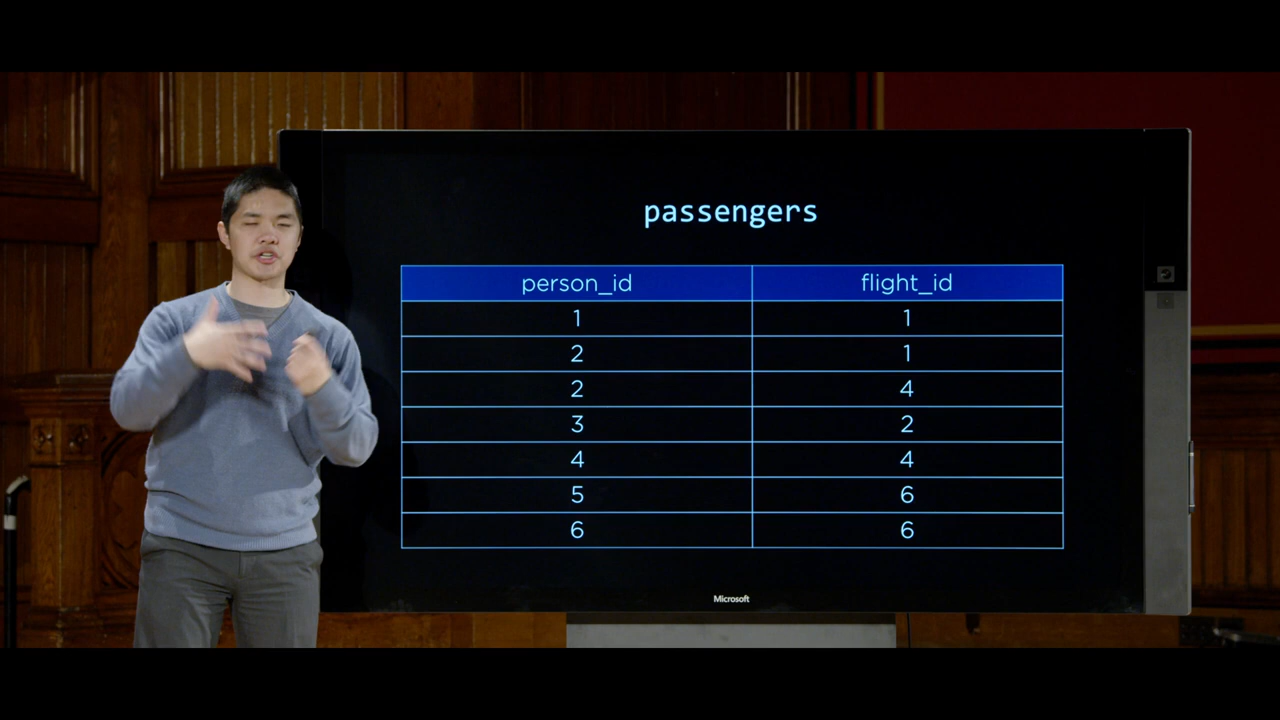 passengers
person_id flight_id
1 1
2 1
2 4
3 2
4 4
5 6
6 6
Microsoft